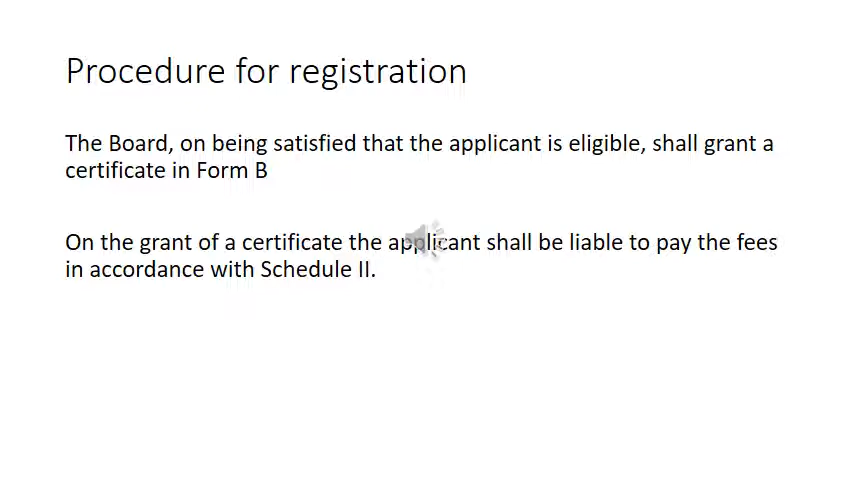 Procedure for registration
The Board, on being satisfied that the applicant is eligible, shall grant a
certificate in Form B
On the grant of a certificate the applicant shall be liable to pay the fees
in accordance with Schedule II.